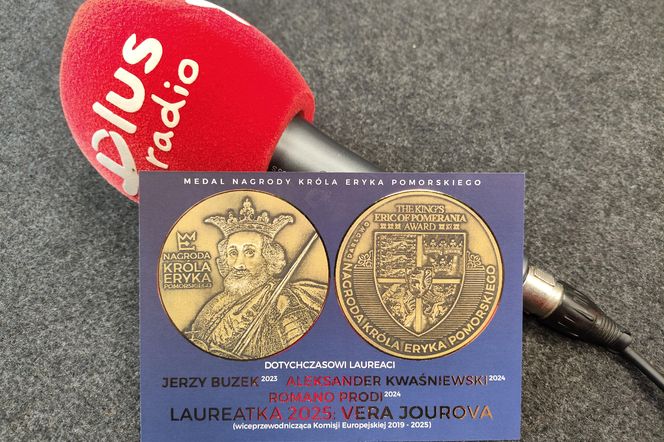 plus
radio
MEDAL NAGRODY KRÓLA ERYKA POMORSKIEGO
NAGRODA
KRÓLA
ERYKA
POMORSKIEGO
THE KING'S
ERIC OF POMERANIA
AWARD
DARŁOWO
NAGRODA KRÓLA ERYKA POMORSKIEGO
DOTYCHCZASOWI LAUREACI
JERZY BUZEK 2023 ALEKSANDER KWAŚNIEWSKI 2024
ROMANO PRODI 2024
LAUREATKA 2025: VERA JOUROVA
(wiceprzewodnicząca Komisji Europejskiej 2019 - 2025)